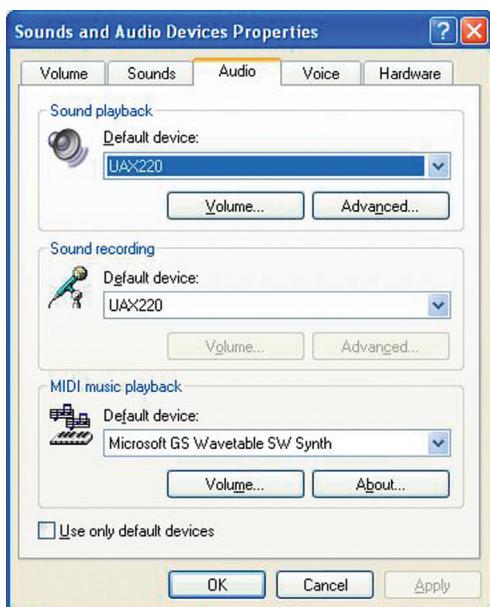 Sounds and Audio Devices Properties
Volume Sounds Audio Voice Hardware
Sound playback
Default device:
UAX220
Volume... Advanced...
Sound recording
Default device:
UAX220
Volume... Advanced...
MIDI music playback
Default device:
Microsoft GS Wavetable SW Synth
Volume... About...
Use only default devices
OK Cancel Apply